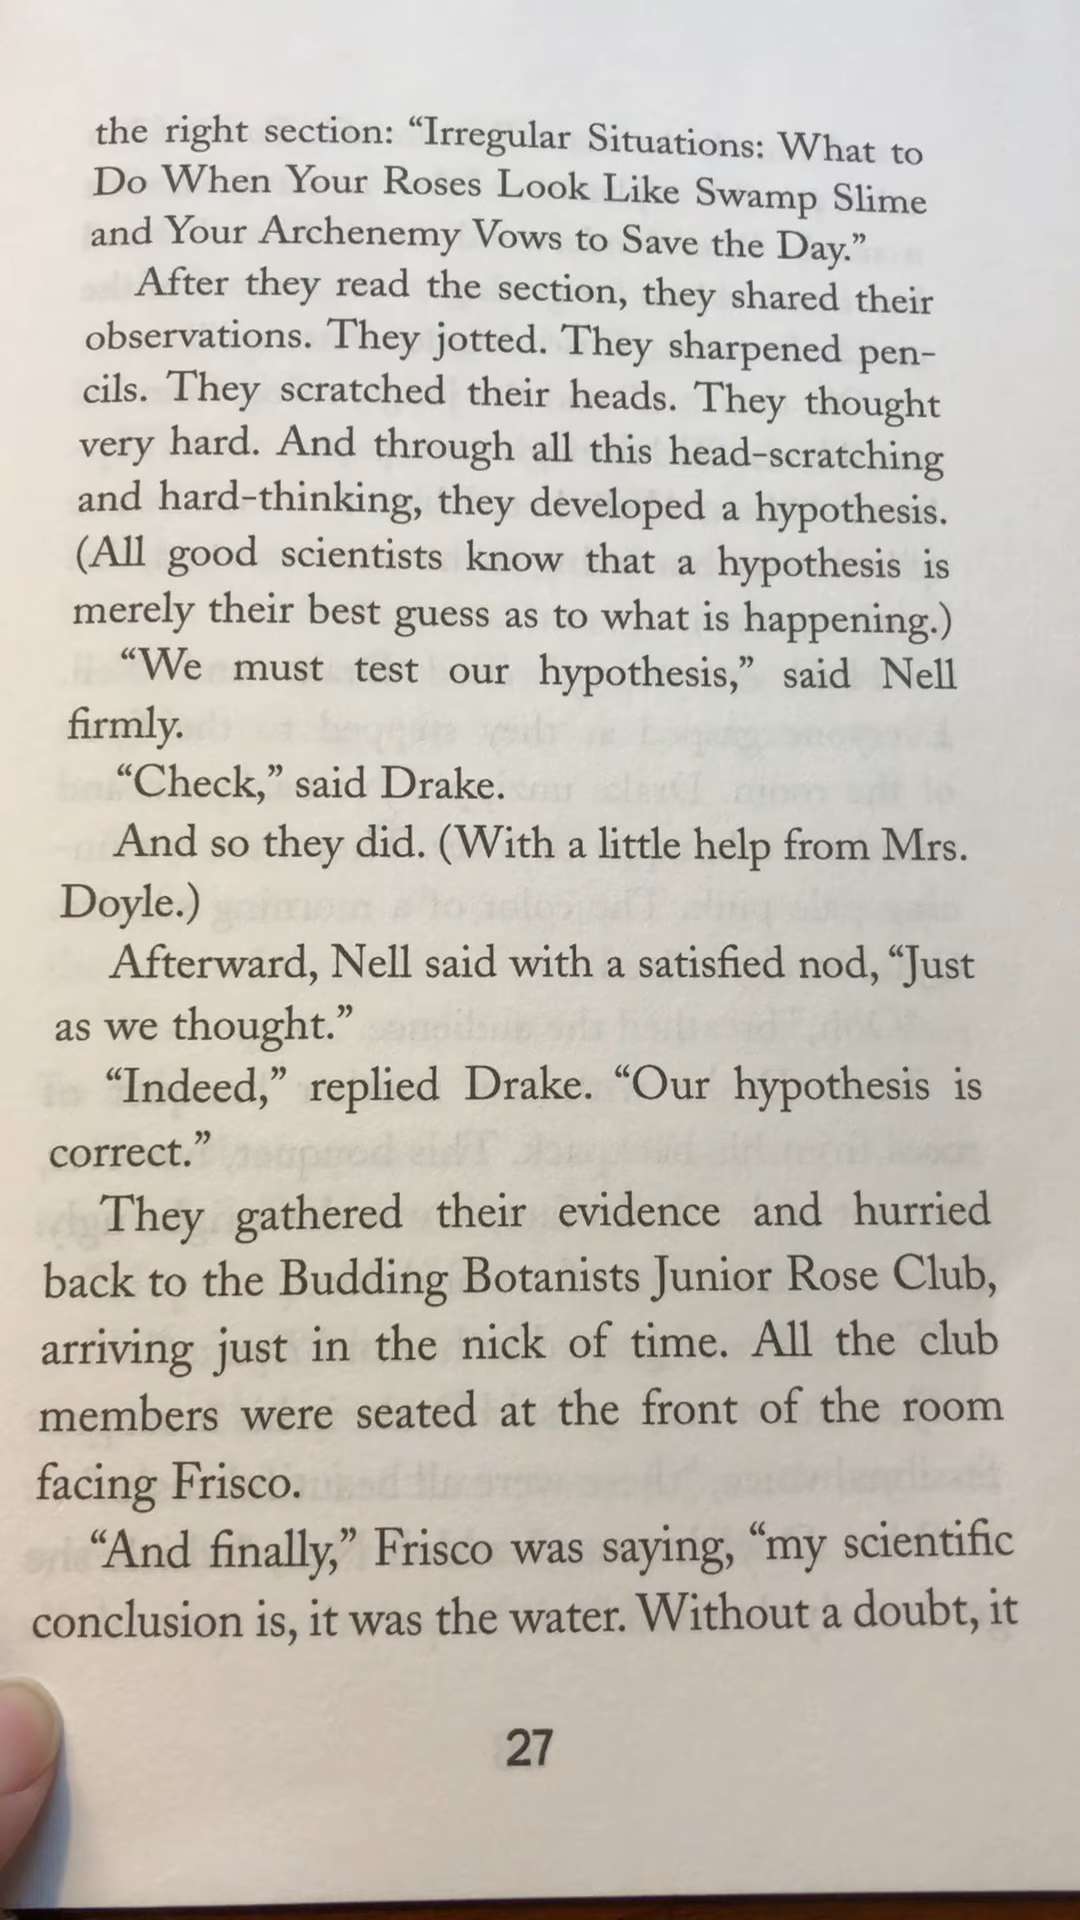 the right section: “Irregular Situations: What to
Do When Your Roses Look Like Swamp Slime
and Your Archenemy Vows to Save the Day.”
After they read the section, they shared their
observations. They jotted. They sharpened pen-
cils. They scratched their heads. They thought
very hard. And through all this head-scratching
and hard-thinking, they developed a hypothesis.
(All good scientists know that a hypothesis is
merely their best guess as to what is happening.)
“We must test our hypothesis,” said Nell
firmly.
“Check,” said Drake.
And so they did. (With a little help from Mrs.
Doyle.)
Afterward, Nell said with a satisfied nod, “Just
as we thought.”
“Indeed,” replied Drake. “Our hypothesis is
correct.”
They gathered their evidence and hurried
back to the Budding Botanists Junior Rose Club,
arriving just in the nick of time. All the club
members were seated at the front of the room
facing Frisco.
“And finally,” Frisco was saying, “my scientific
conclusion is, it was the water. Without a doubt, it
27